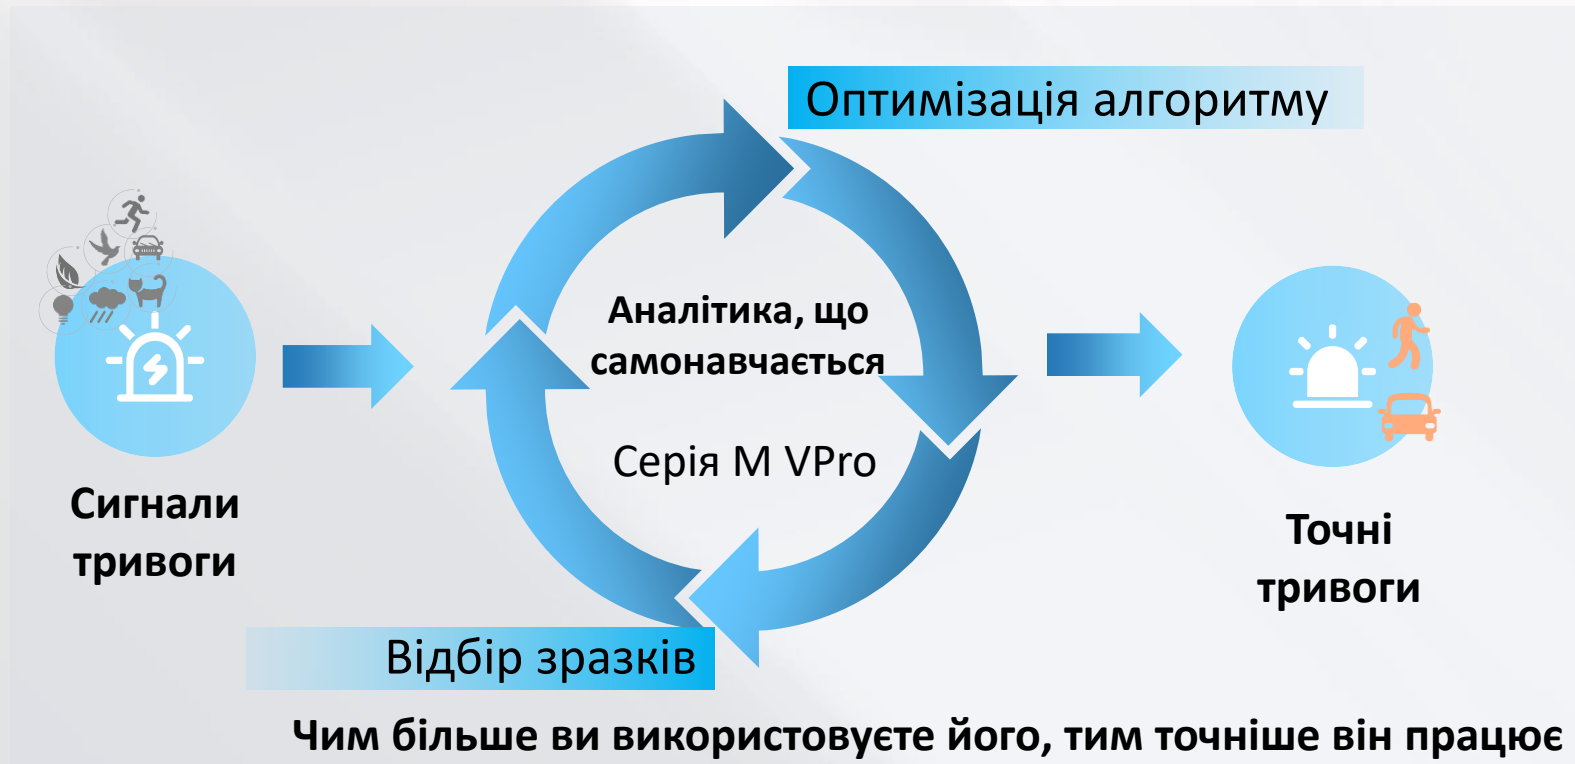 Оптимізація алгоритму
Аналітика, що
самонавчається
Серія M VPro
Сигнали
тривоги
Точні
тривоги
Відбір зразків
Чим більше ви використовуєте його, тим точніше він працює